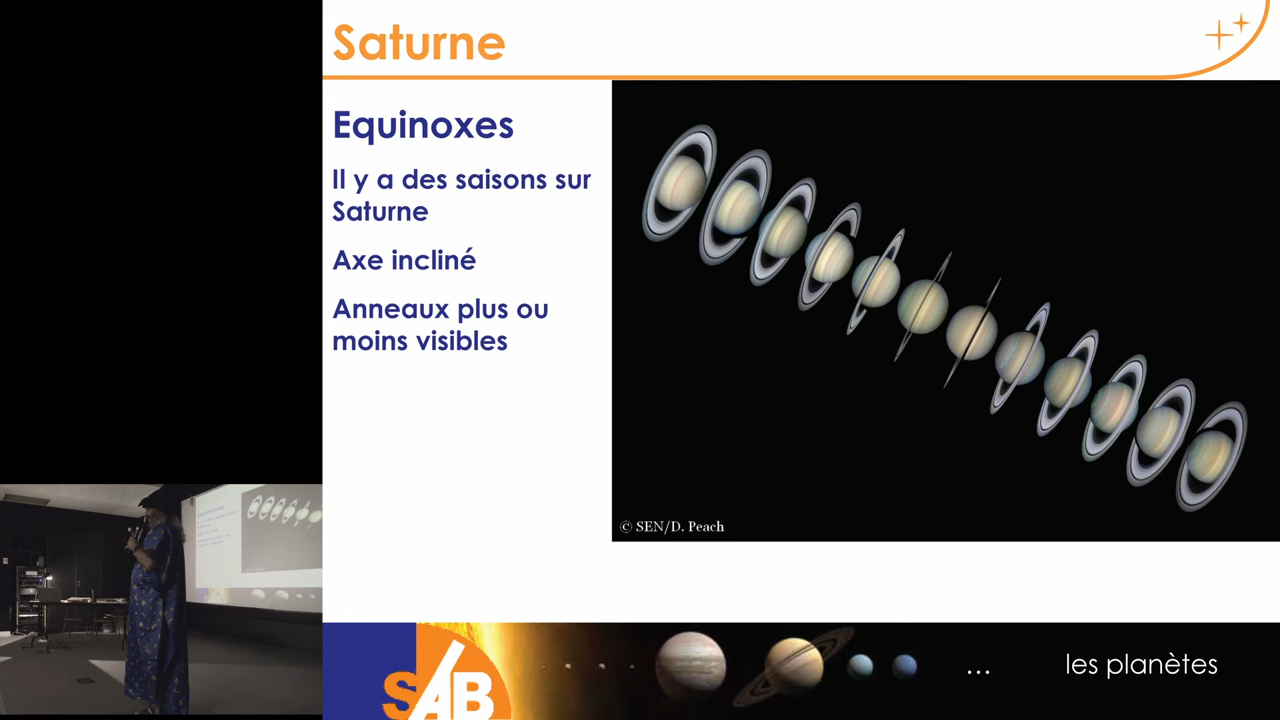 Saturne
Equinoxes
Il y a des saisons sur
Saturne
Axe incliné
Anneaux plus ou
moins visibles
© SEN/D. Peach
SAB
...
les planètes